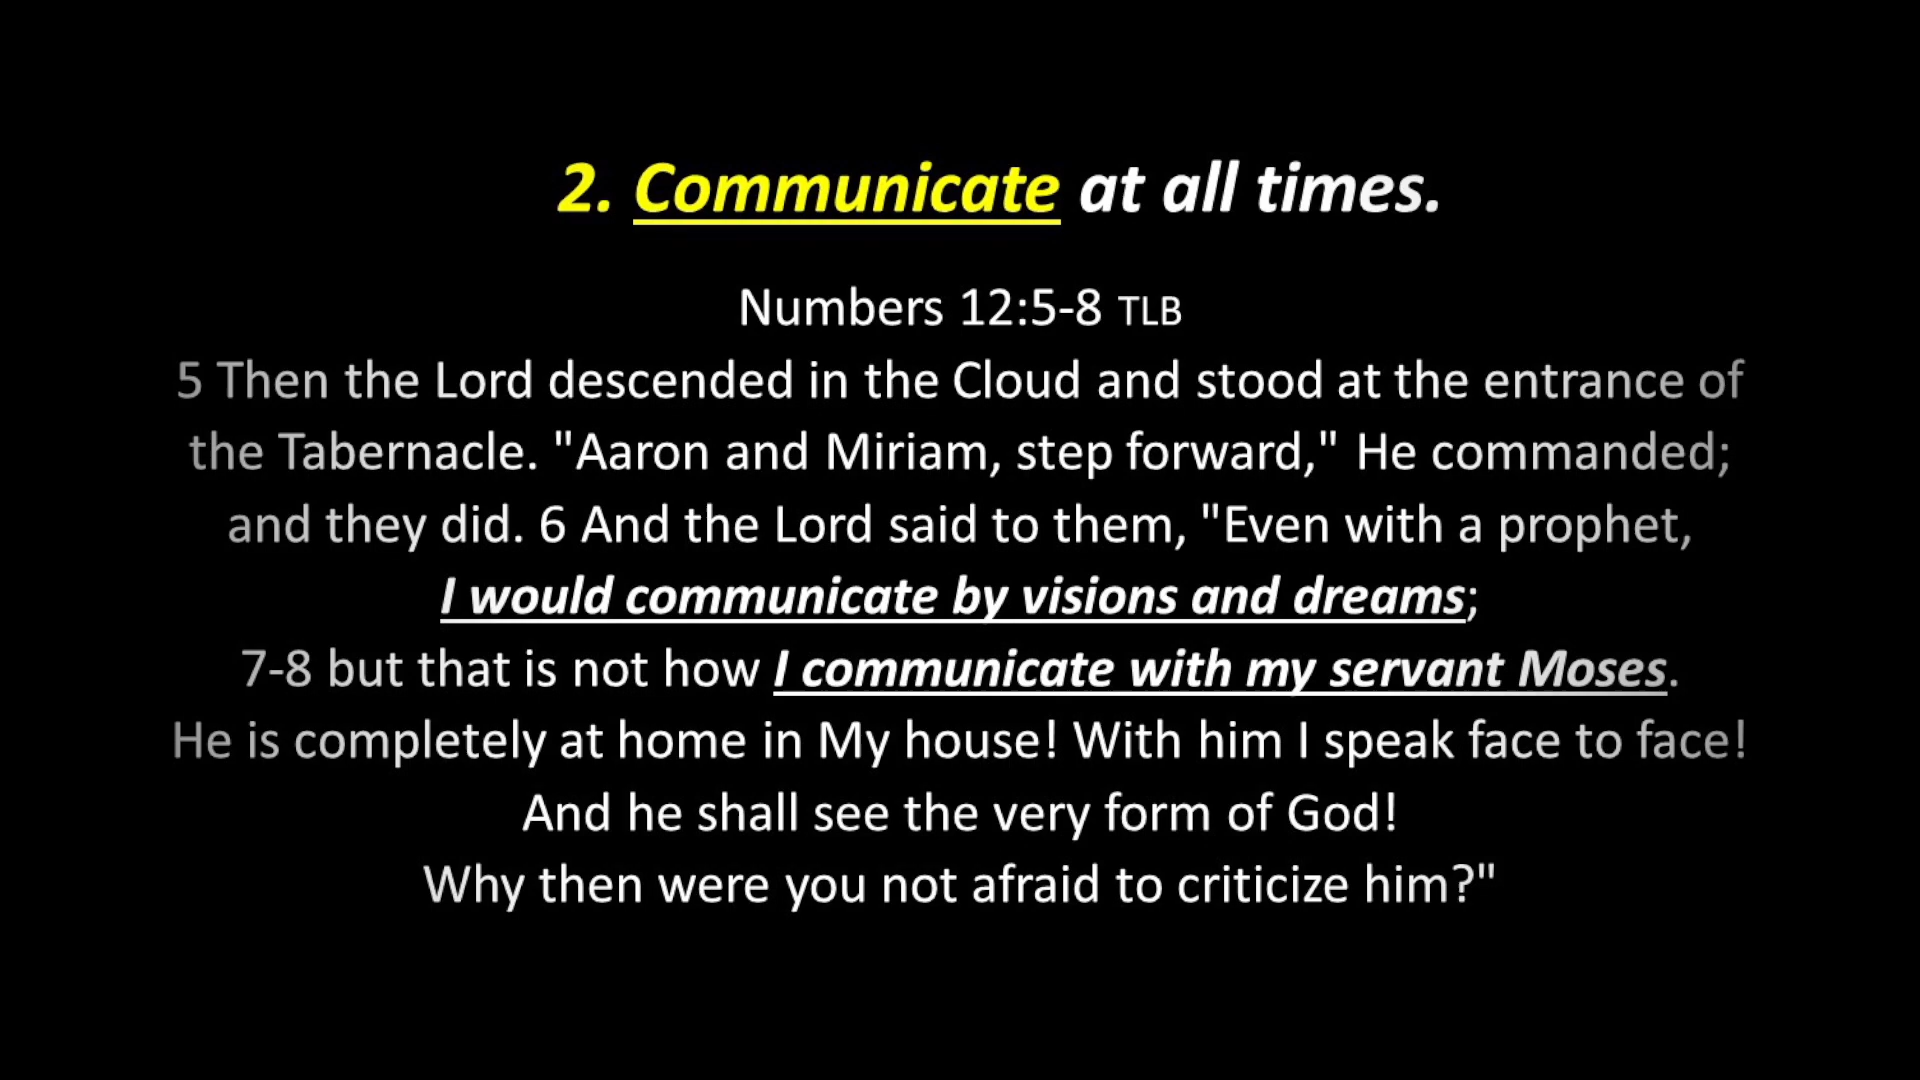 2. Communicate at all times.
Numbers 12:5-8 TLB
5 Then the Lord descended in the Cloud and stood at the entrance of
the Tabernacle. "Aaron and Miriam, step forward," He commanded;
and they did. 6 And the Lord said to them, "Even with a prophet,
I would communicate by visions and dreams;
7-8 but that is not how I communicate with my servant Moses.
He is completely at home in My house! With him I speak face to face!
And he shall see the very form of God!
Why then were you not afraid to criticize him?"